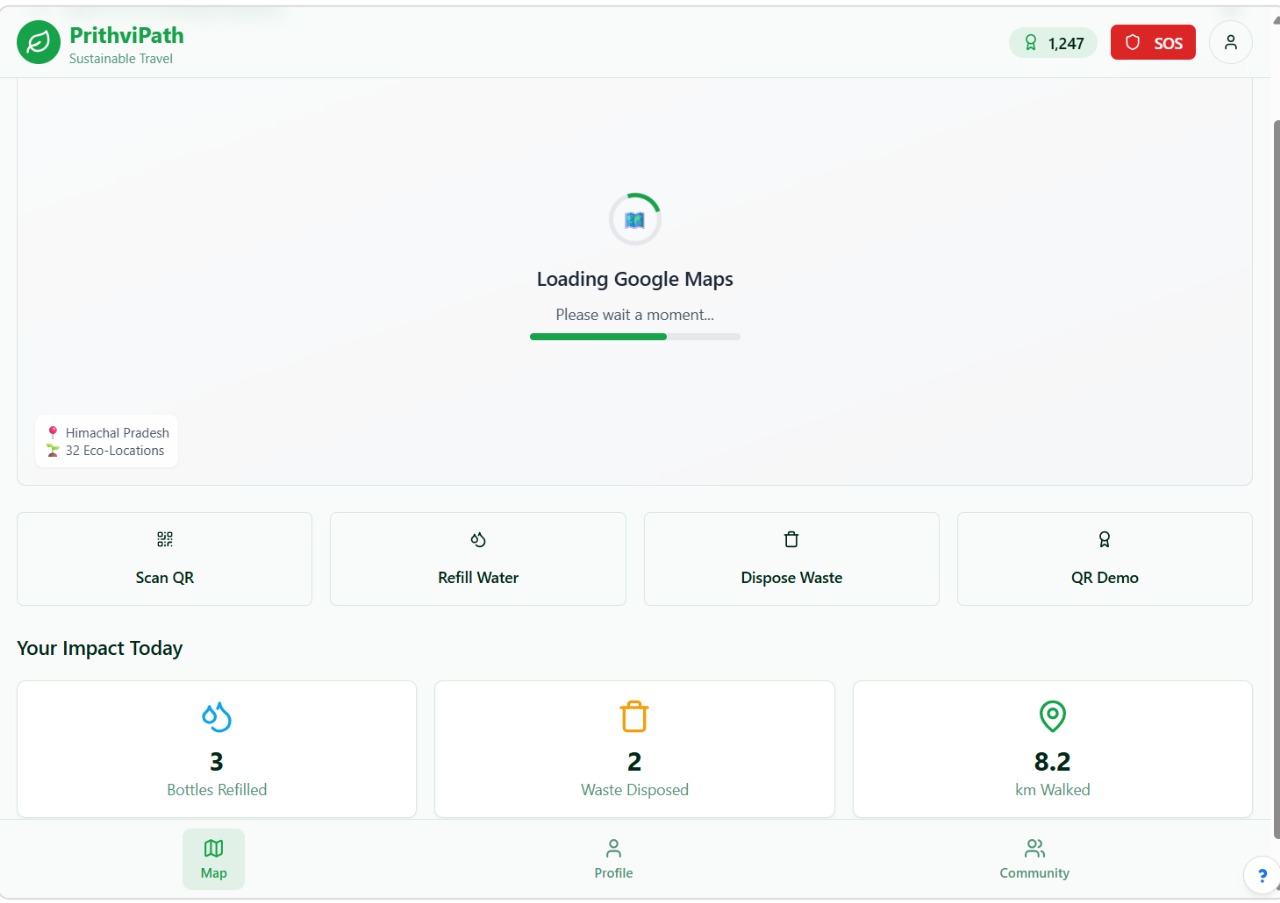 PrithviPath
Sustainable Travel
1,247
SOS
Loading Google Maps
Please wait a moment...
Himachal Pradesh
32 Eco-Locations
Scan QR
Refill Water
Dispose Waste
QR Demo
Your Impact Today
3
Bottles Refilled
2
Waste Disposed
8.2
km Walked
Map
Profile
Community
?